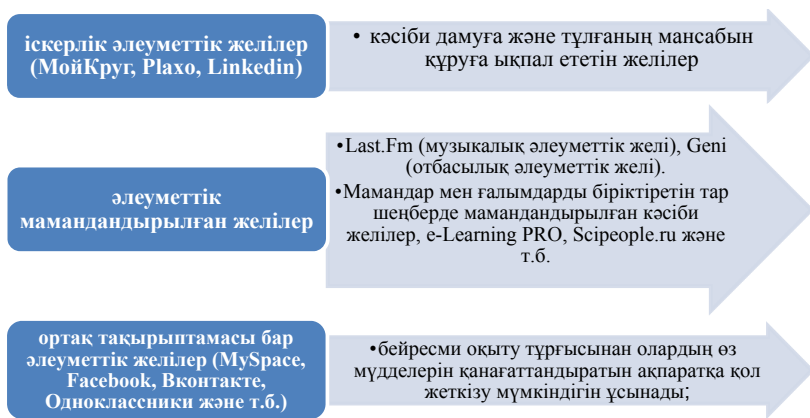 іскерлік әлеуметтік желілер
(МойКруг, Plaxo, Linkedin)
• кәсіби дамуға және тұлғаның мансабын
құруға ықпал ететін желілер
әлеуметтік
мамандандырылған желілер
•Last.Fm (музыкалық әлеуметтік желі), Geni
(отбасылық әлеуметтік желі).
•Мамандар мен ғалымдарды біріктіретін тар
шеңберде мамандандырылған кәсіби
желілер, e-Learning PRO, Scipeople.ru және
т.б.
ортақ тақырыптамасы бар
әлеуметтік желілер (MySpace,
Facebook, Вконтакте,
Одноклассники және т.б.)
•бейресми оқыту тұрғысынан олардың өз
мүдделерін қанағаттандыратын ақпаратқа қол
жеткізу мүмкіндігін ұсынады;